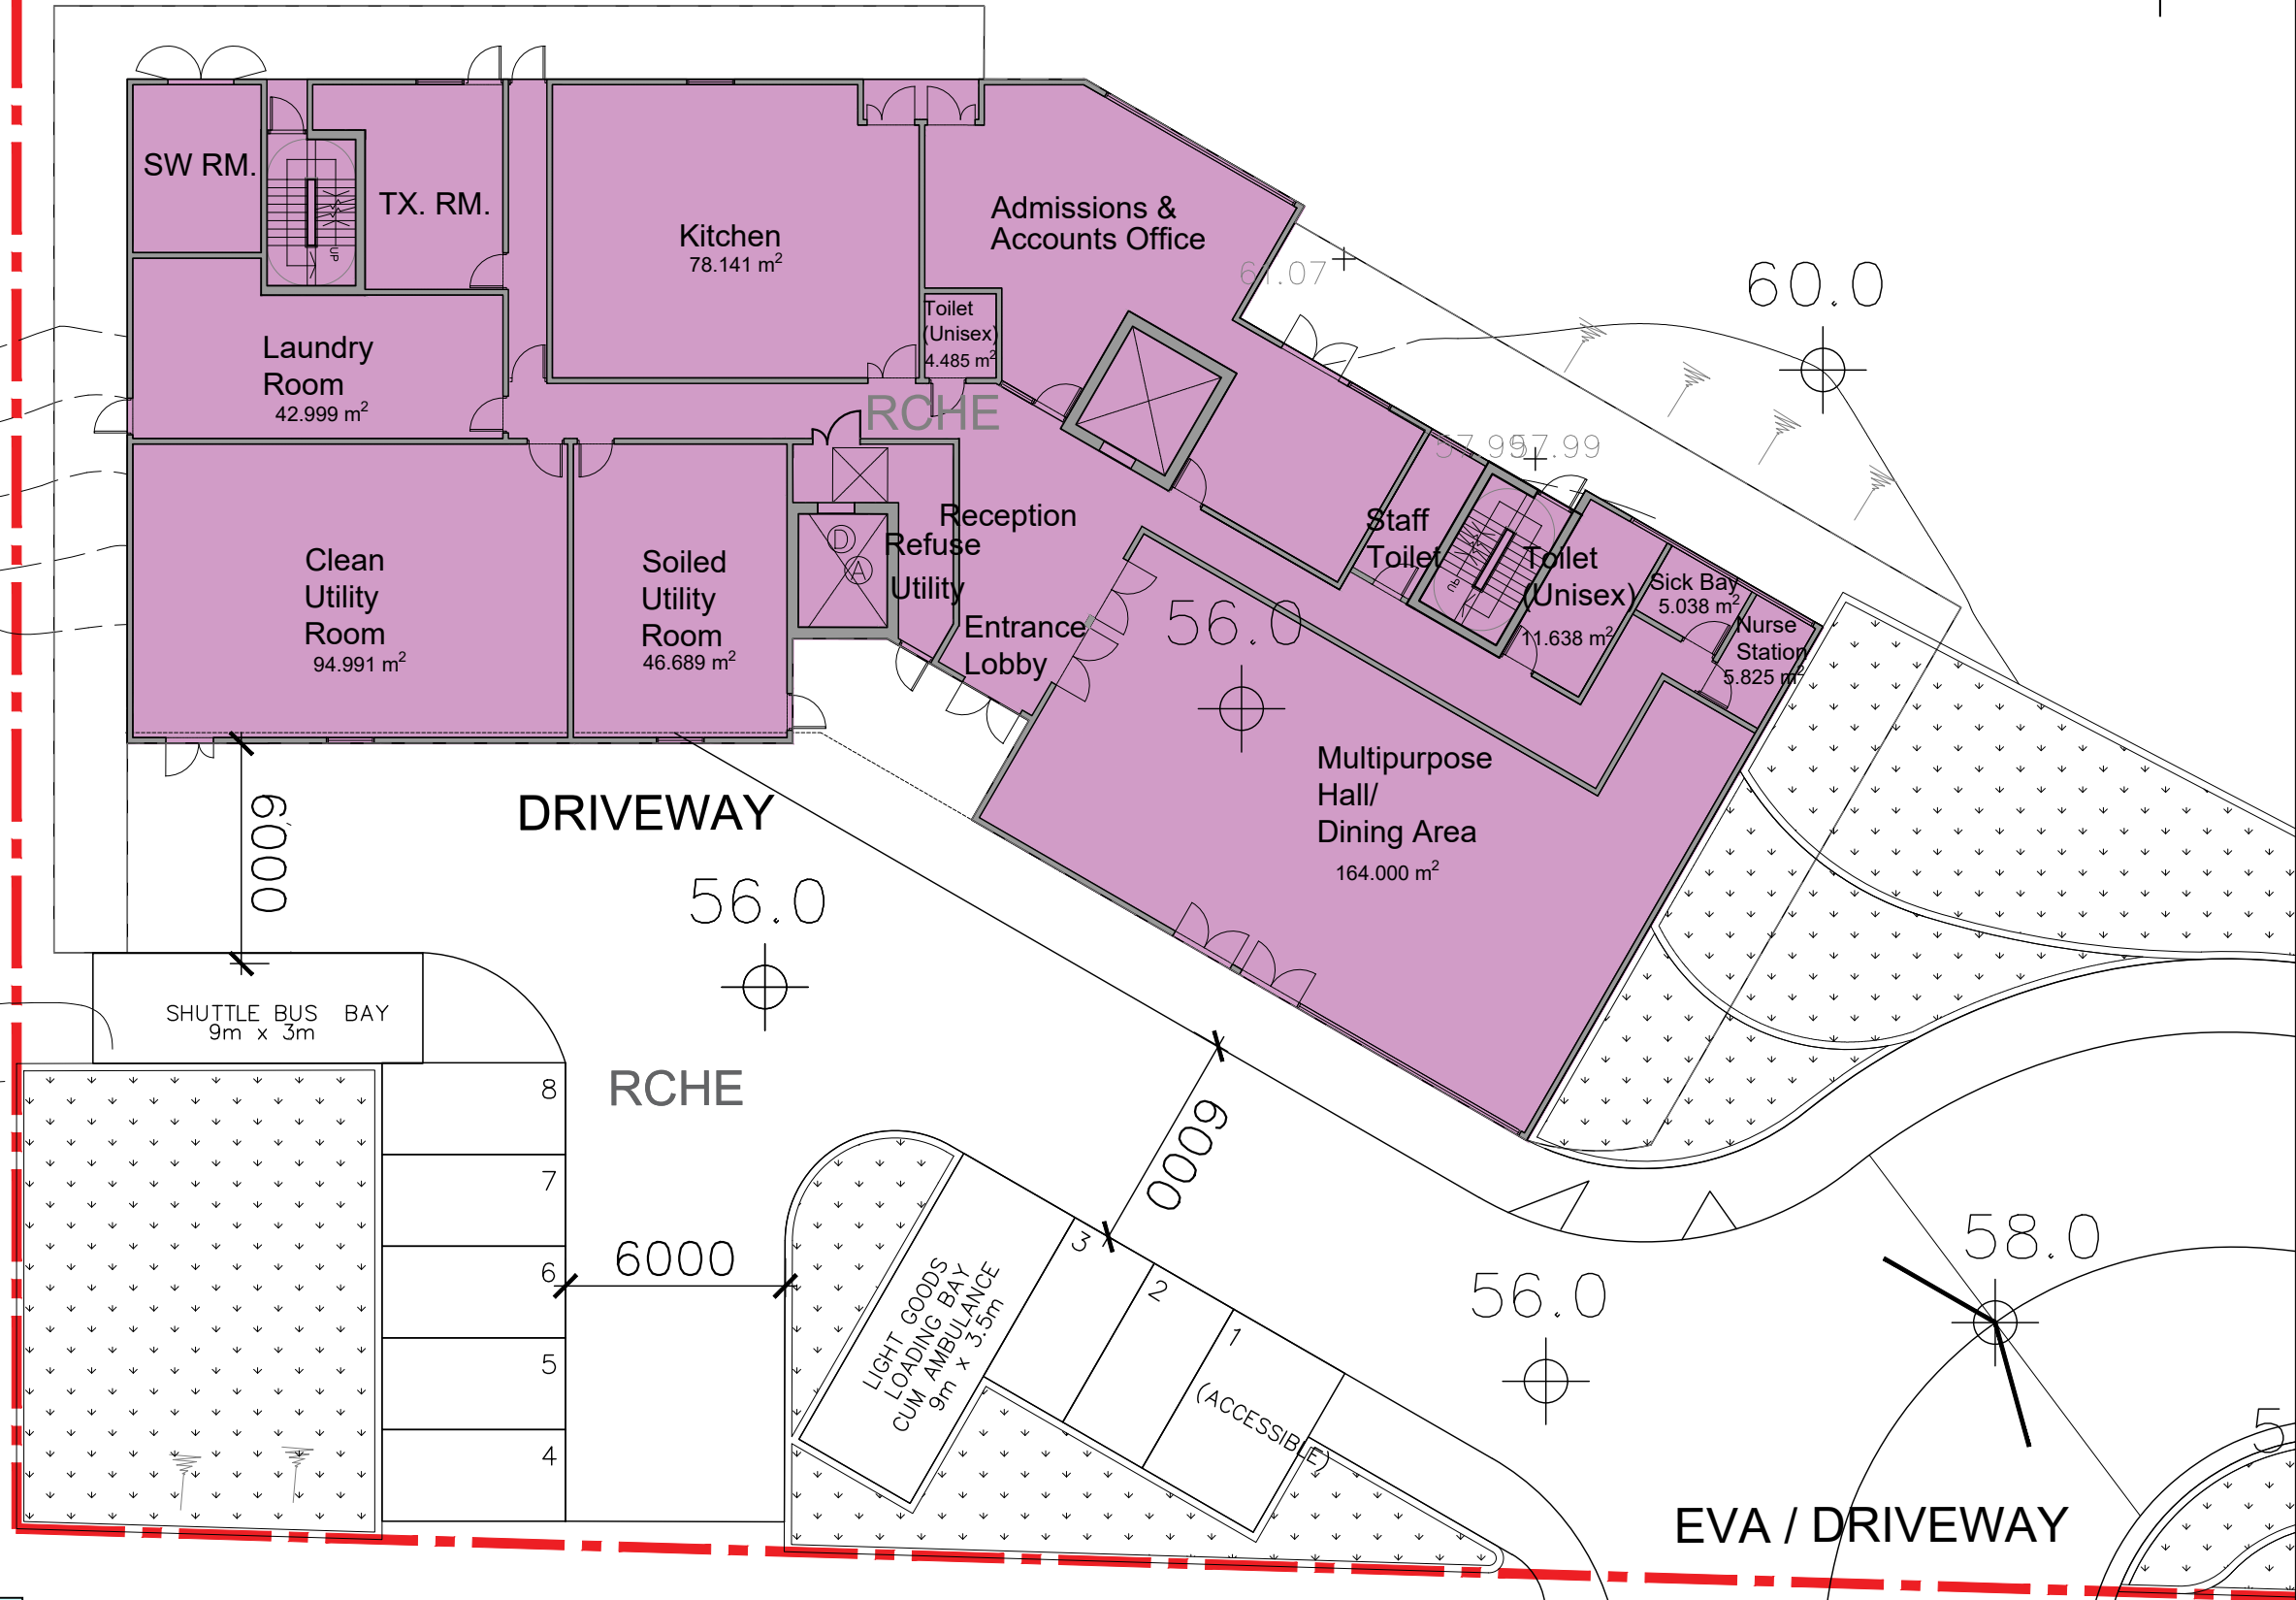 SW RM.
TX. RM.
UP
Kitchen
78.141 m²
Admissions &
Accounts Office
Toilet
(Unisex)
4.485 m²
61.07
60.0
Laundry
Room
42.999 m²
RCHE
57.99
Clean
Utility
Room
94.991 m²
Soiled
Utility
Room
46.689 m²
D
A
Reception
Refuse
Utility
Entrance
Lobby
56.0
Staff
Toilet
UP
Toilet
(Unisex)
11.638 m²
Sick Bay
5.038 m²
Nurse
Station
5.825 m²
Multipurpose
Hall/
Dining Area
164.000 m²
6000
DRIVEWAY
56.0
SHUTTLE BUS BAY
9m x 3m
RCHE
8
7
6
5
4
6000
6000
LIGHT GOODS
LOADING BAY
CUM AMBULANCE
9m x 3.5m
3
2
1
(ACCESSIBLE)
56.0
58.0
EVA / DRIVEWAY